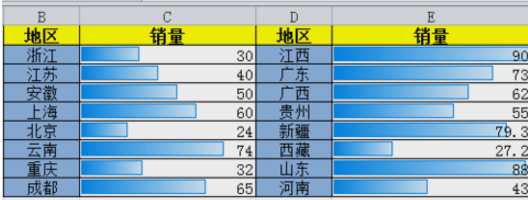 B C D E
地区 销量 地区 销量
浙江 30 江西 90
江苏 40 广东 73
安徽 50 广西 62
上海 60 贵州 55
北京 24 新疆 79.3
云南 74 西藏 27.2
重庆 32 山东 88
成都 65 河南 43